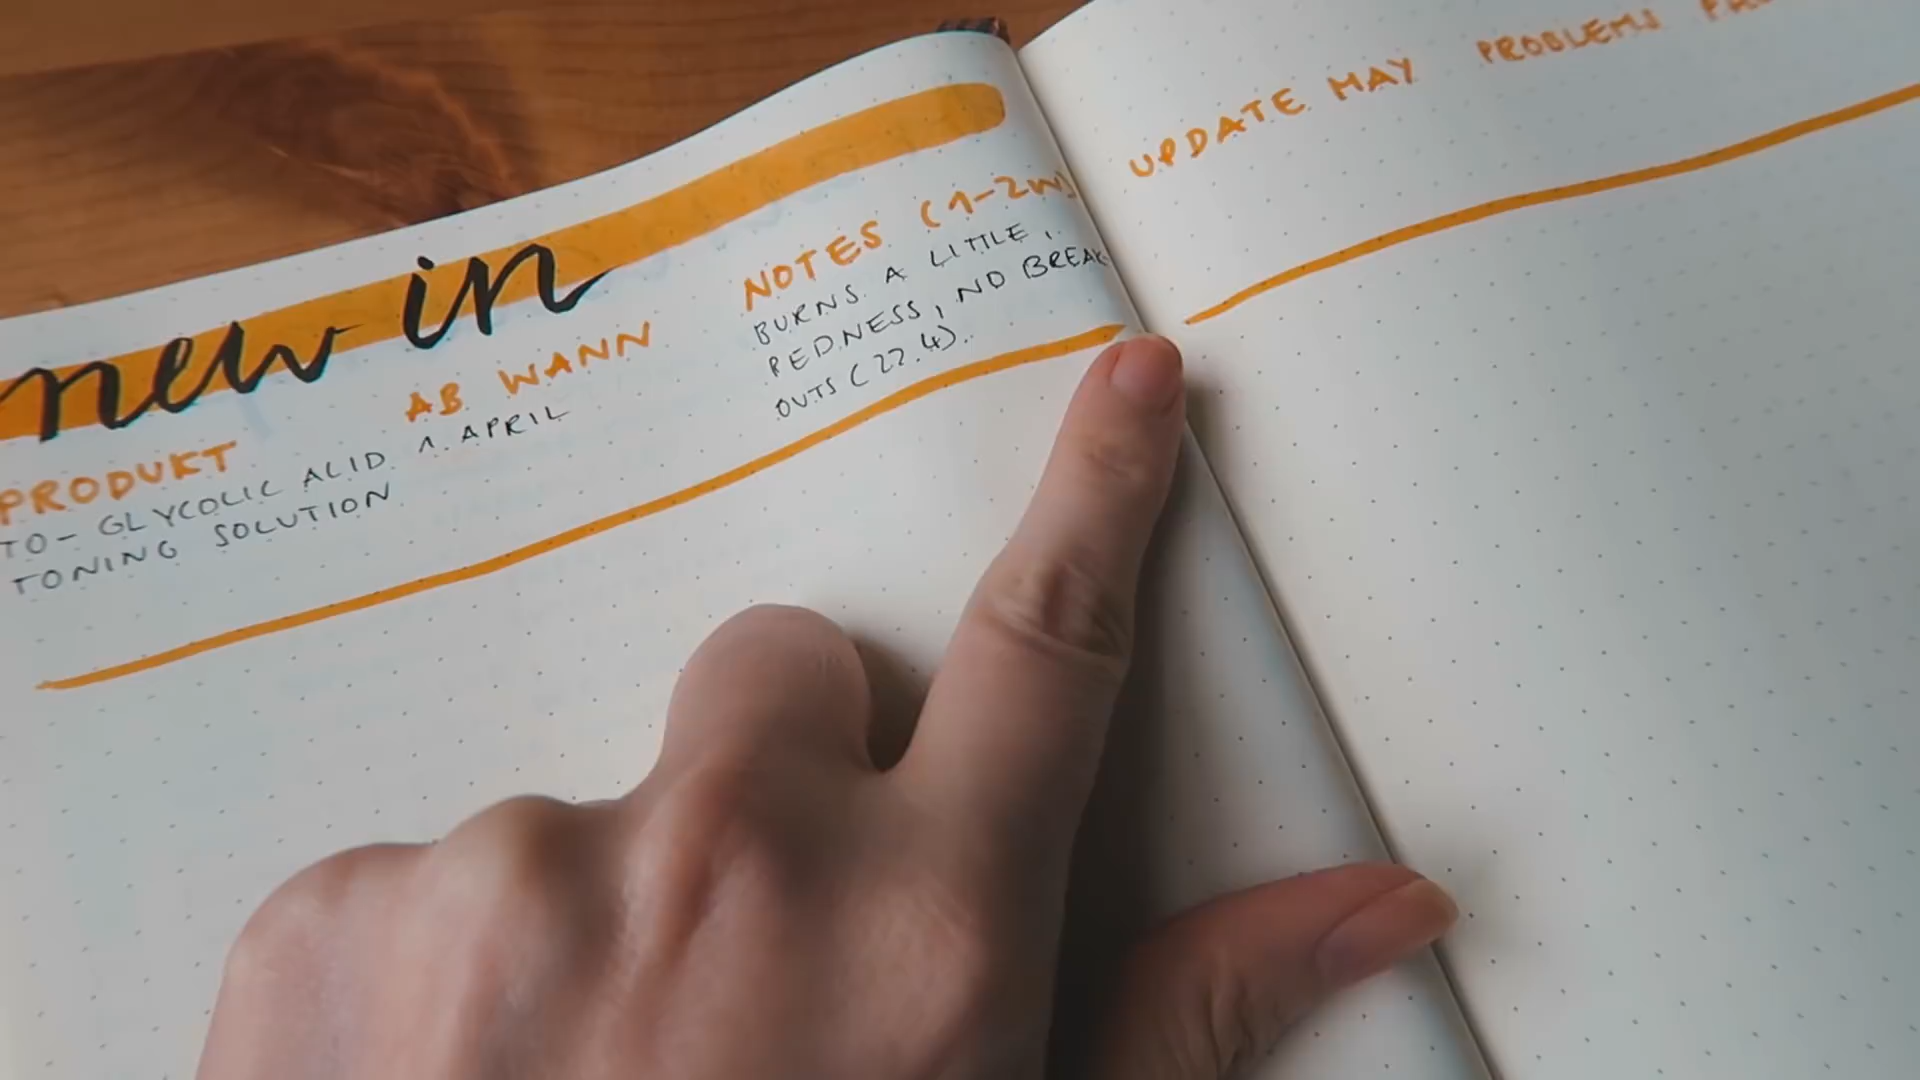 new in
PRODUKT
TO- GLYCOLIC ACID
TONING SOLUTION
AB WANN
1. APRIL
NOTES (1-2W)
BURNS A LITTLE,
REDNESS, NO BREAK-
OUTS (22.4).
UPDATE MAY
PROBLEMS